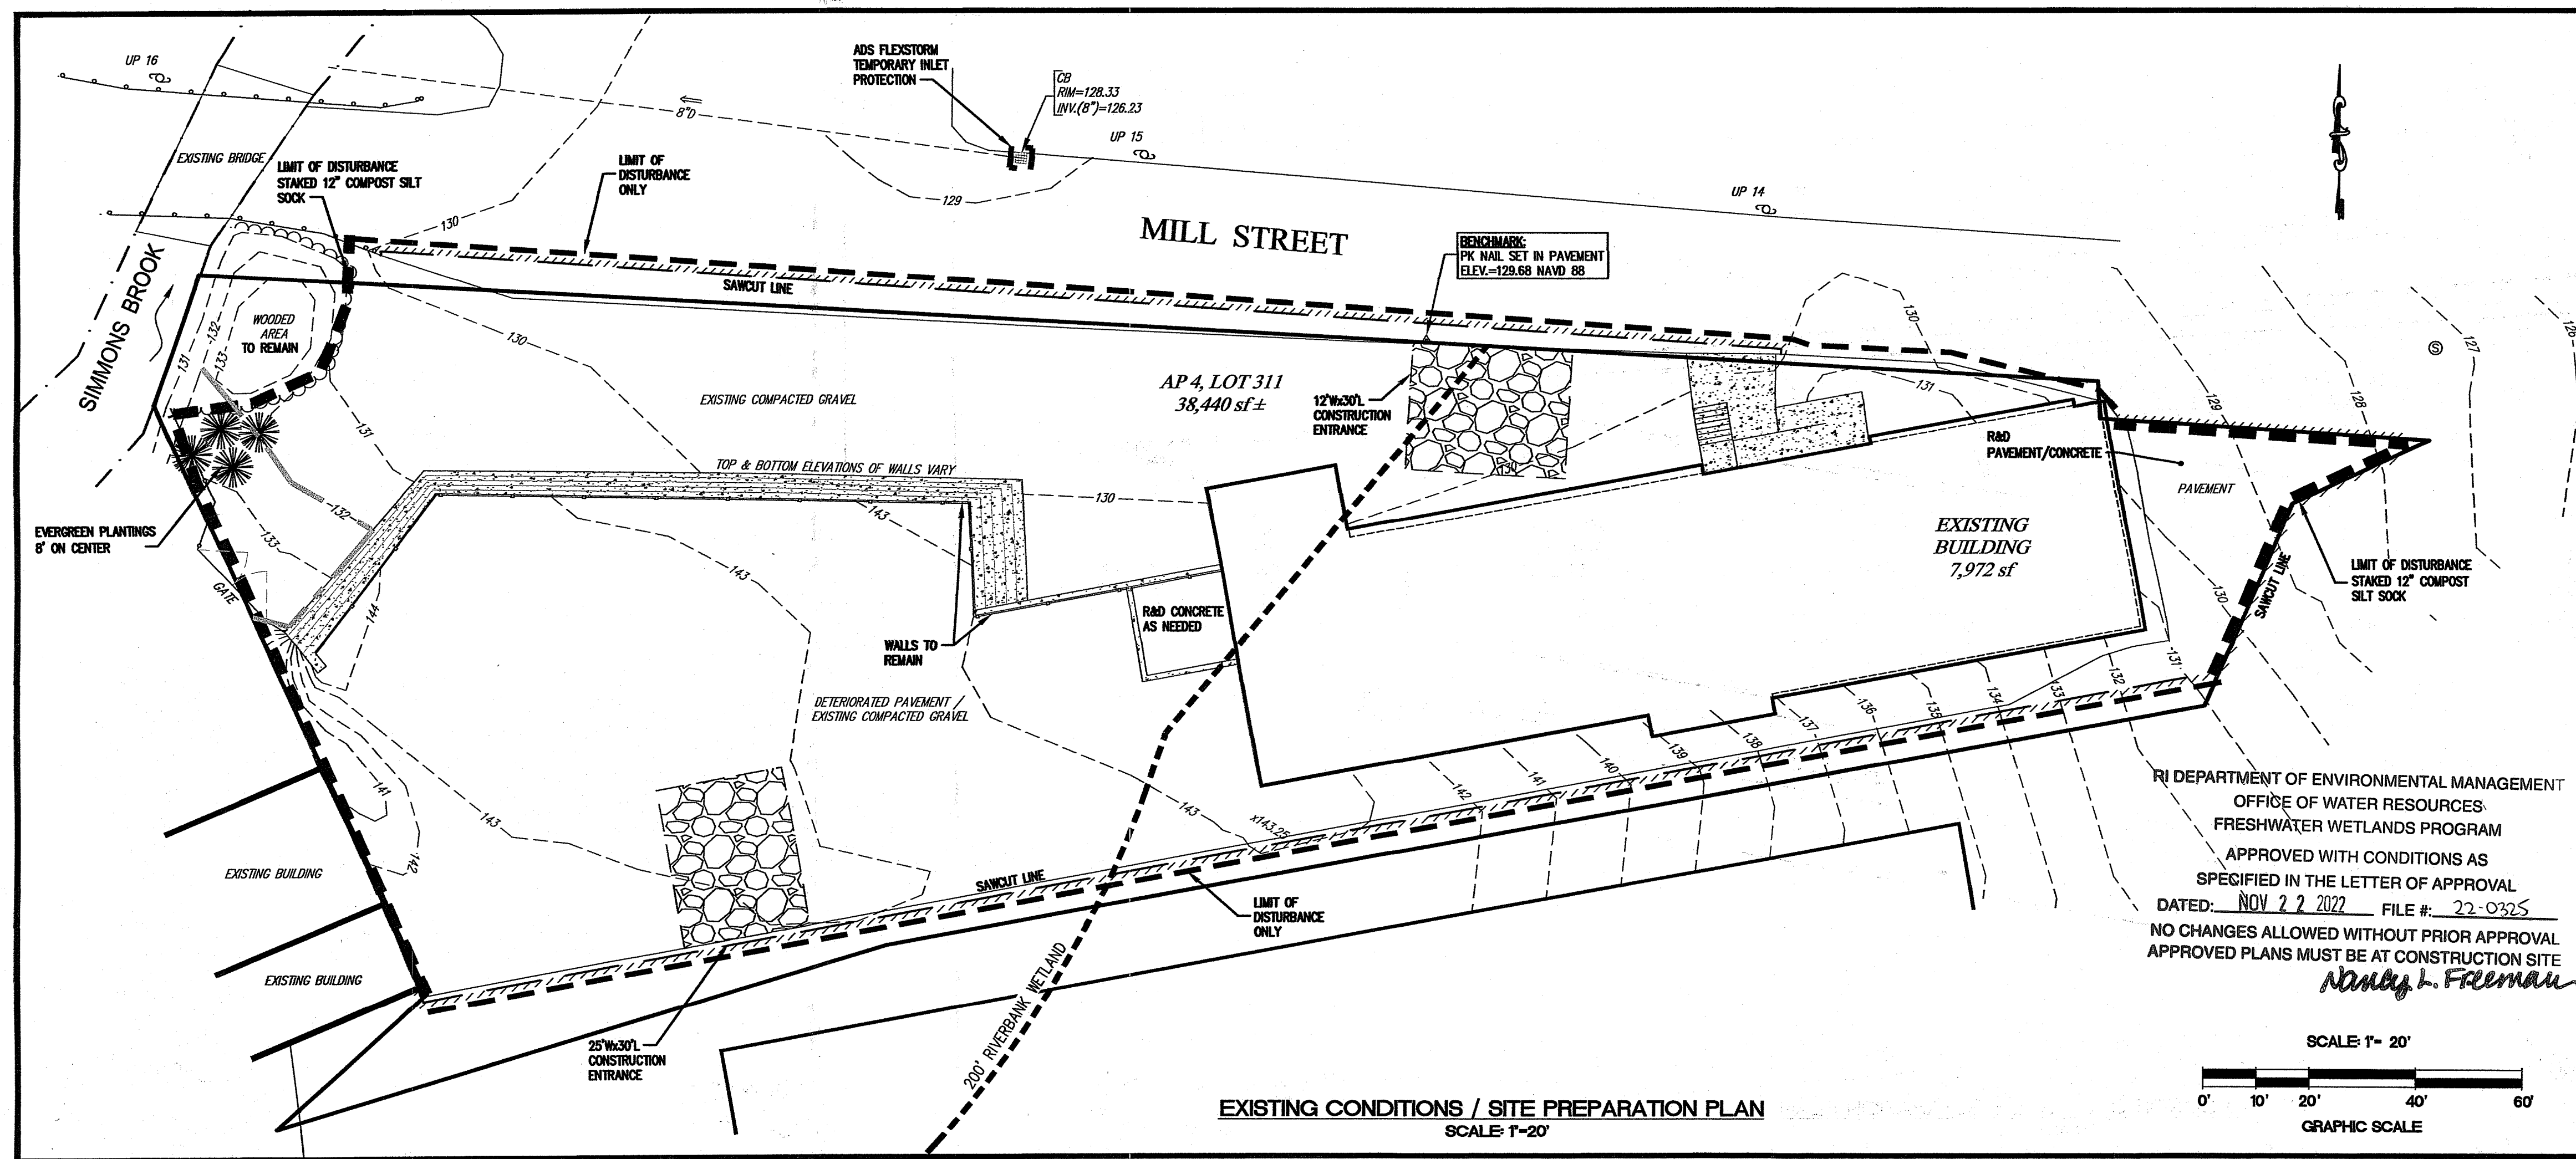 UP 16
ADS FLEXSTORM
TEMPORARY INLET
PROTECTION
CB
RIM=128.33
INV.(8")=126.23
8"D
UP 15
UP 14
EXISTING BRIDGE
LIMIT OF DISTURBANCE
STAKED 12" COMPOST SILT
SOCK
LIMIT OF
DISTURBANCE
ONLY
129
130
MILL STREET
BENCHMARK:
PK NAIL SET IN PAVEMENT
ELEV.=129.68 NAVD 88
SIMMONS BROOK
SAWCUT LINE
WOODED
AREA
TO REMAIN
131
132
133
130
130
131
127
126
129
128
AP 4, LOT 311
38,440 sf±
EXISTING COMPACTED GRAVEL
12'Wx30'L
CONSTRUCTION
ENTRANCE
131
130
R&D
PAVEMENT/CONCRETE
PAVEMENT
TOP & BOTTOM ELEVATIONS OF WALLS VARY
130
132
133
143
143
EVERGREEN PLANTINGS
8' ON CENTER
GATE
144
EXISTING
BUILDING
7,972 sf
LIMIT OF DISTURBANCE
STAKED 12" COMPOST
SILT SOCK
SAWCUT LINE
130
R&D CONCRETE
AS NEEDED
WALLS TO
REMAIN
DETERIORATED PAVEMENT /
EXISTING COMPACTED GRAVEL
131
132
133
134
135
136
137
138
139
140
141
142
143
x143.25
141
142
143
EXISTING BUILDING
EXISTING BUILDING
SAWCUT LINE
LIMIT OF
DISTURBANCE
ONLY
25'Wx30'L
CONSTRUCTION
ENTRANCE
200' RIVERBANK WETLAND
RI DEPARTMENT OF ENVIRONMENTAL MANAGEMENT
OFFICE OF WATER RESOURCES
FRESHWATER WETLANDS PROGRAM
APPROVED WITH CONDITIONS AS
SPECIFIED IN THE LETTER OF APPROVAL
DATED: NOV 22 2022 FILE #: 22-0325
NO CHANGES ALLOWED WITHOUT PRIOR APPROVAL
APPROVED PLANS MUST BE AT CONSTRUCTION SITE
Nancy L. Freeman
SCALE: 1"= 20'
0' 10' 20' 40' 60'
GRAPHIC SCALE
EXISTING CONDITIONS / SITE PREPARATION PLAN
SCALE: 1"=20'
S